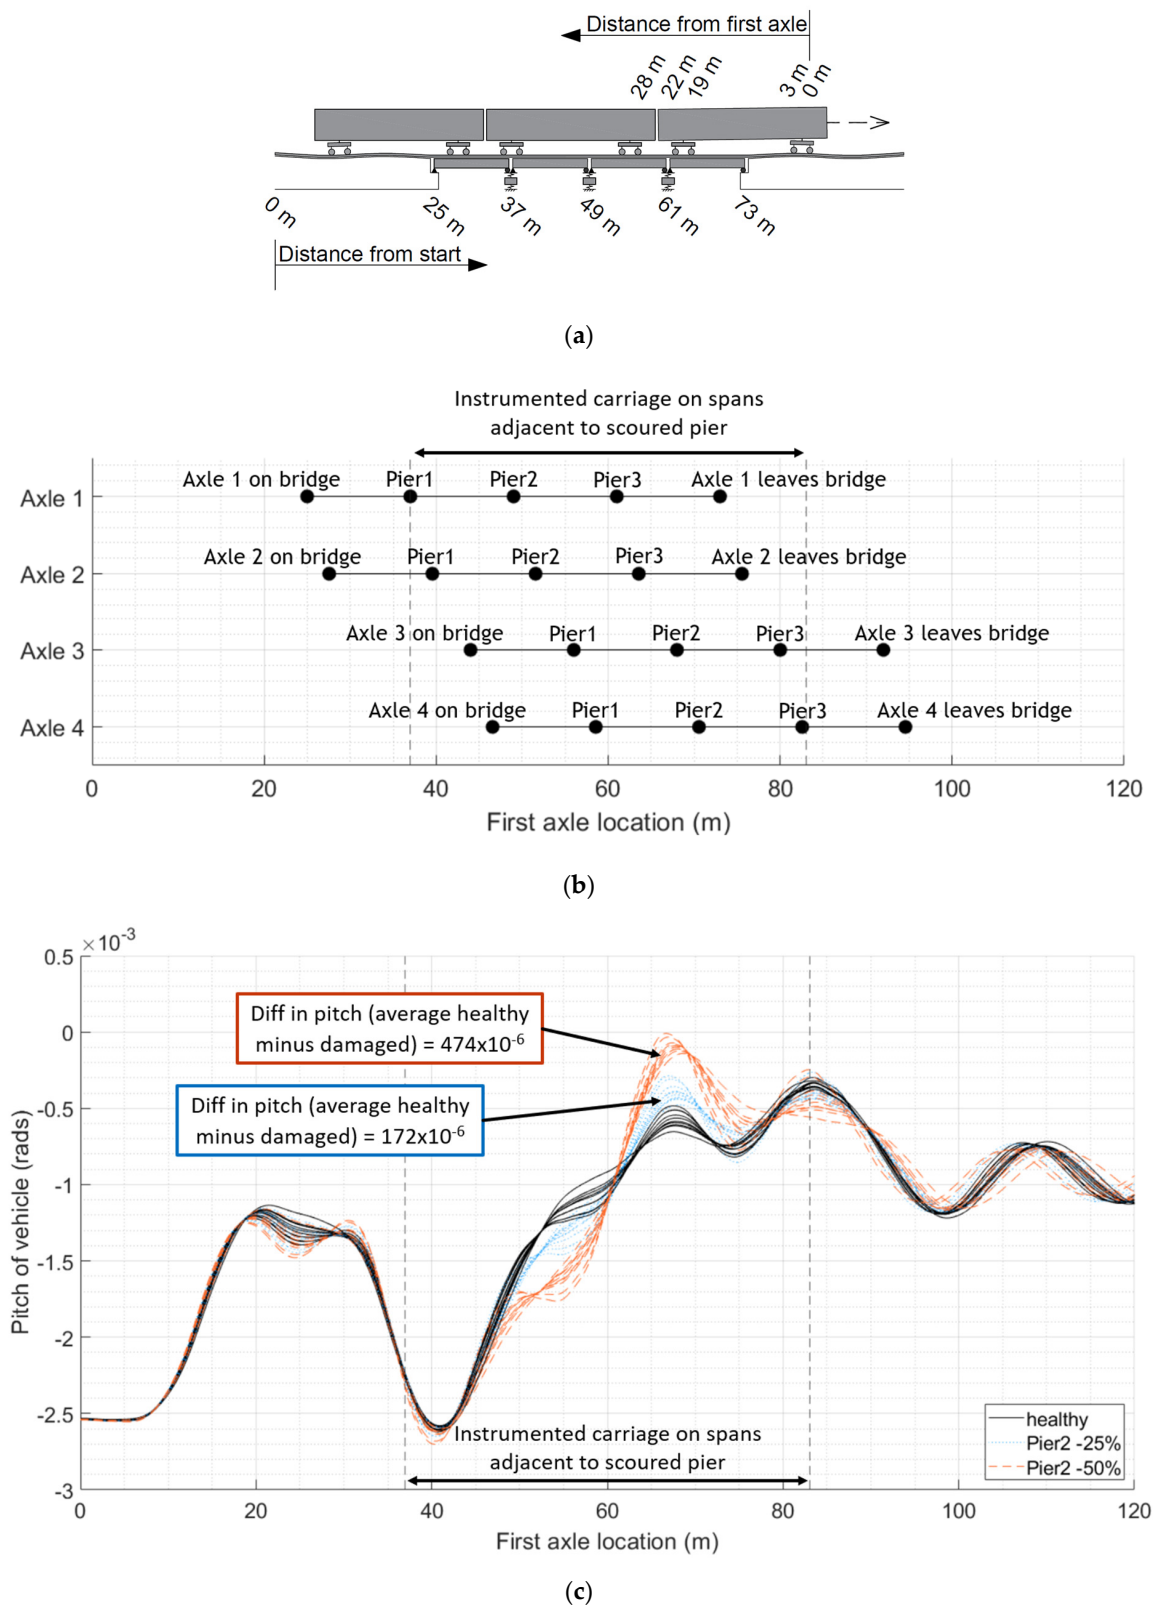 Distance from first axle
28 m
22 m
19 m
3 m
0 m
0 m
25 m
37 m
49 m
61 m
73 m
Distance from start
(a)
Instrumented carriage on spans
adjacent to scoured pier
Axle 1 on bridge Pier1 Pier2 Pier3 Axle 1 leaves bridge
Axle 1
Axle 2 on bridge Pier1 Pier2 Pier3 Axle 2 leaves bridge
Axle 2
Axle 3 on bridge Pier1 Pier2 Pier3 Axle 3 leaves bridge
Axle 3
Axle 4 on bridge Pier1 Pier2 Pier3 Axle 4 leaves bridge
Axle 4
0 20 40 60 80 100 120
First axle location (m)
(b)
×10⁻³
0.5
0
-0.5
-1
-1.5
-2
-2.5
-3
Pitch of vehicle (rads)
Diff in pitch (average healthy
minus damaged) = 474x10⁻⁶
Diff in pitch (average healthy
minus damaged) = 172x10⁻⁶
Instrumented carriage on spans
adjacent to scoured pier
healthy
Pier2 -25%
Pier2 -50%
0 20 40 60 80 100 120
First axle location (m)
(c)